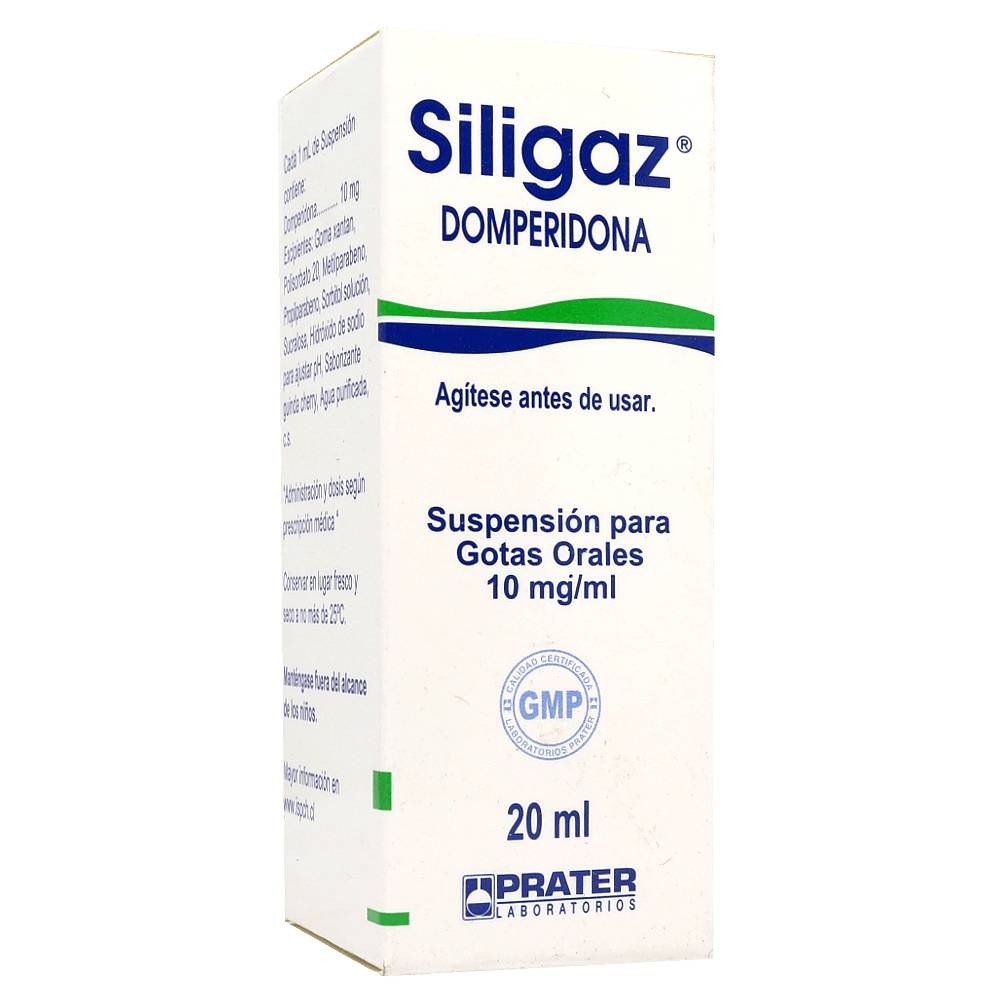 Siligaz®
DOMPERIDONA
Agítese antes de usar.
Suspensión para
Gotas Orales
10 mg/ml
CALIDAD CERTIFICADA
GMP
LABORATORIOS PRATER
20 ml
PRATER
LABORATORIOS
Cada 1 mL de Suspensión
contiene:
Domperidona........... 10 mg
Excipientes: Goma xantan,
Polisorbato 20, Metilparabeno,
Propilparabeno, Sorbitol solución,
Sucralosa, Hidróxido de sodio
para ajustar pH, Saborizante
guinda cherry, Agua purificada,
c.s.
"Administración y dosis según
prescripción médica"
Conservar en lugar fresco y
seco a no más de 25ºC.
Manténgase fuera del alcance
de los niños.
Mayor información en
www.ispch.cl